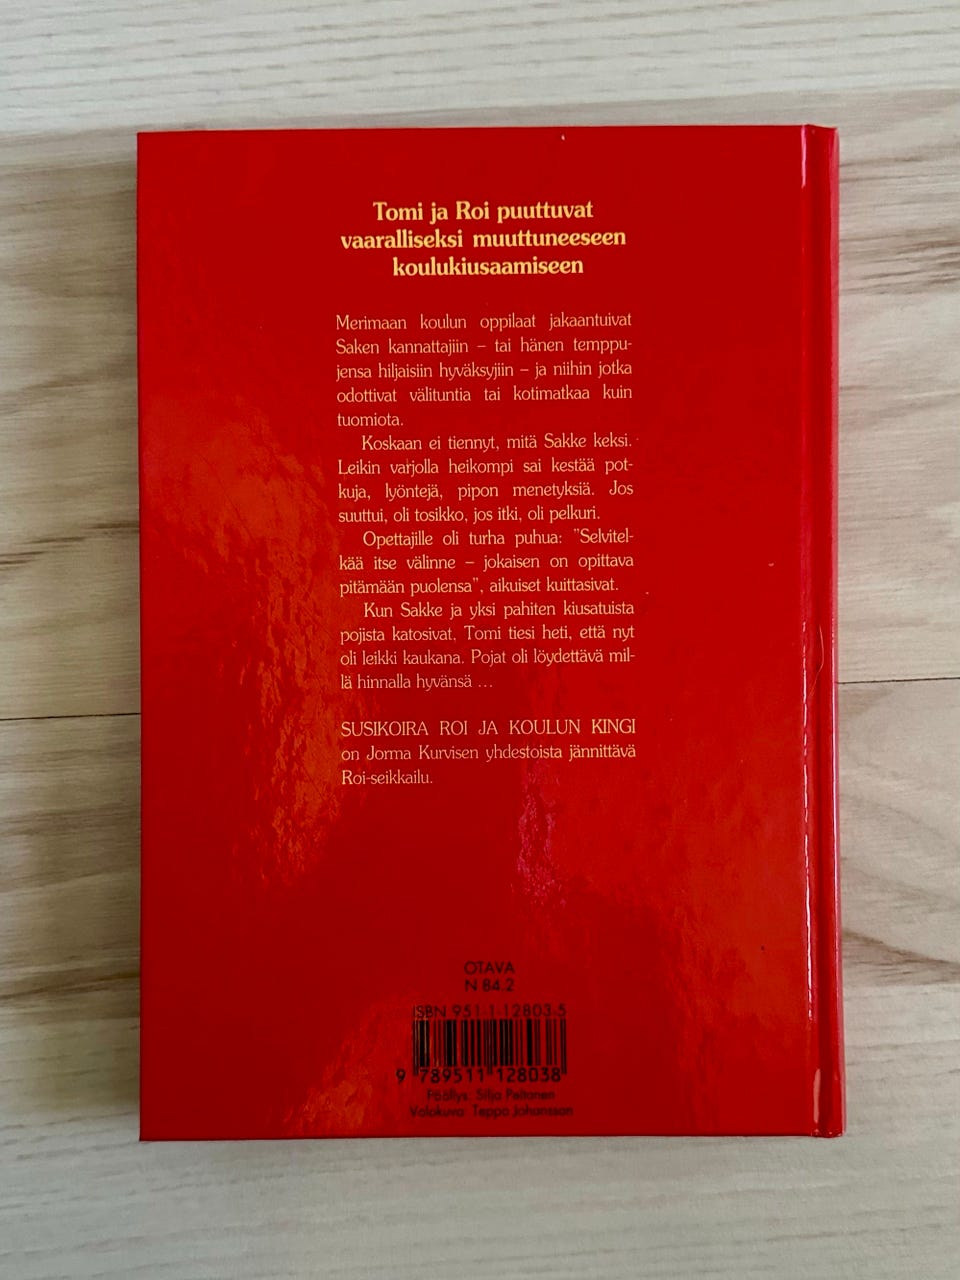 Tomi ja Roi puuttuvat
vaaralliseksi muuttuneeseen
koulukiusaamiseen
Merimaan koulun oppilaat jakaantuivat
Saken kannattajiin – tai hänen temppu-
jensa hiljaisiin hyväksyjiin – ja niihin jotka
odottivat välituntia tai kotimatkaa kuin
tuomiota.
Koskaan ei tiennyt, mitä Sakke keksi.
Leikin varjolla heikompi sai kestää pot-
kuja, lyöntejä, pipon menetyksiä. Jos
suuttui, oli tosikko, jos itki, oli pelkuri.
Opettajille oli turha puhua: ”Selvitel-
kää itse välinne – jokaisen on opittava
pitämään puolensa”, aikuiset kuittasivat.
Kun Sakke ja yksi pahiten kiusatuista
pojista katosivat, Tomi tiesi heti, että nyt
oli leikki kaukana. Pojat oli löydettävä mil-
lä hinnalla hyvänsä ...
SUSIKOIRA ROI JA KOULUN KINGI
on Jorma Kurvisen yhdestoista jännittävä
Roi-seikkailu.
OTAVA
N 84.2
ISBN 951-1-12803-5
9 789511 128038
Päällys: Silja Peltonen
Valokuva: Teppo Johansson